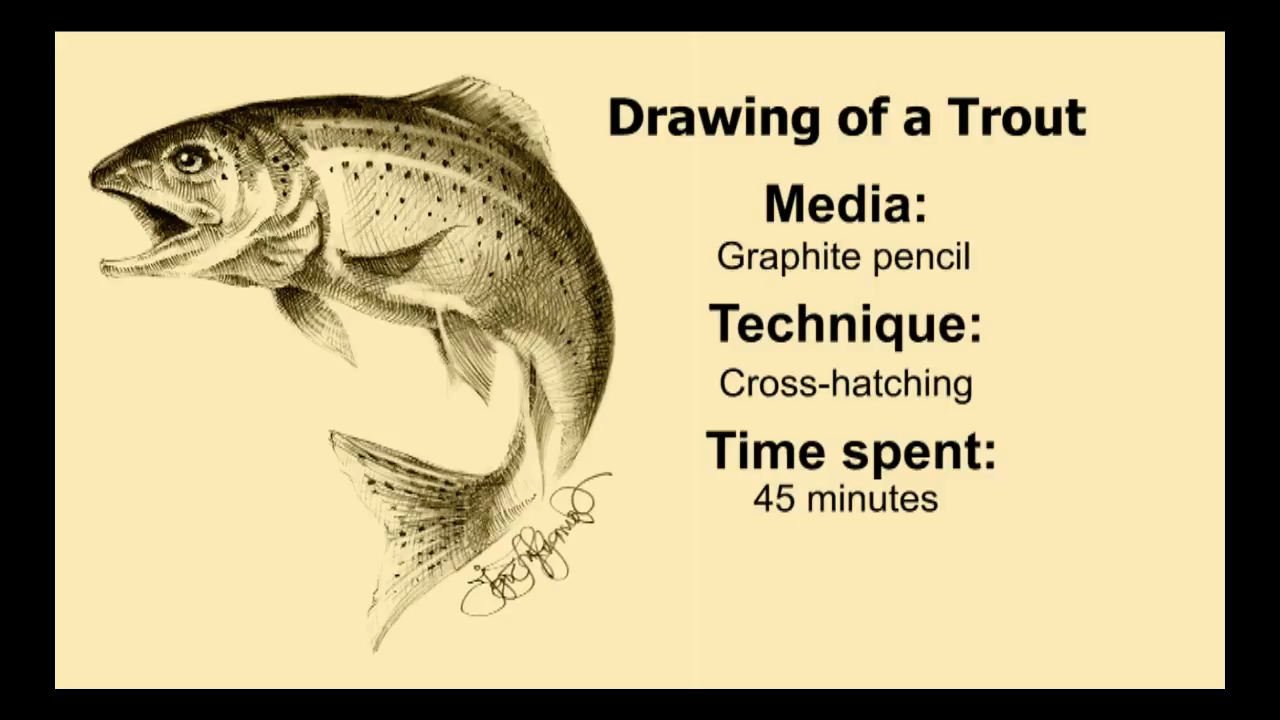 Drawing of a Trout
Media:
Graphite pencil
Technique:
Cross-hatching
Time spent:
45 minutes